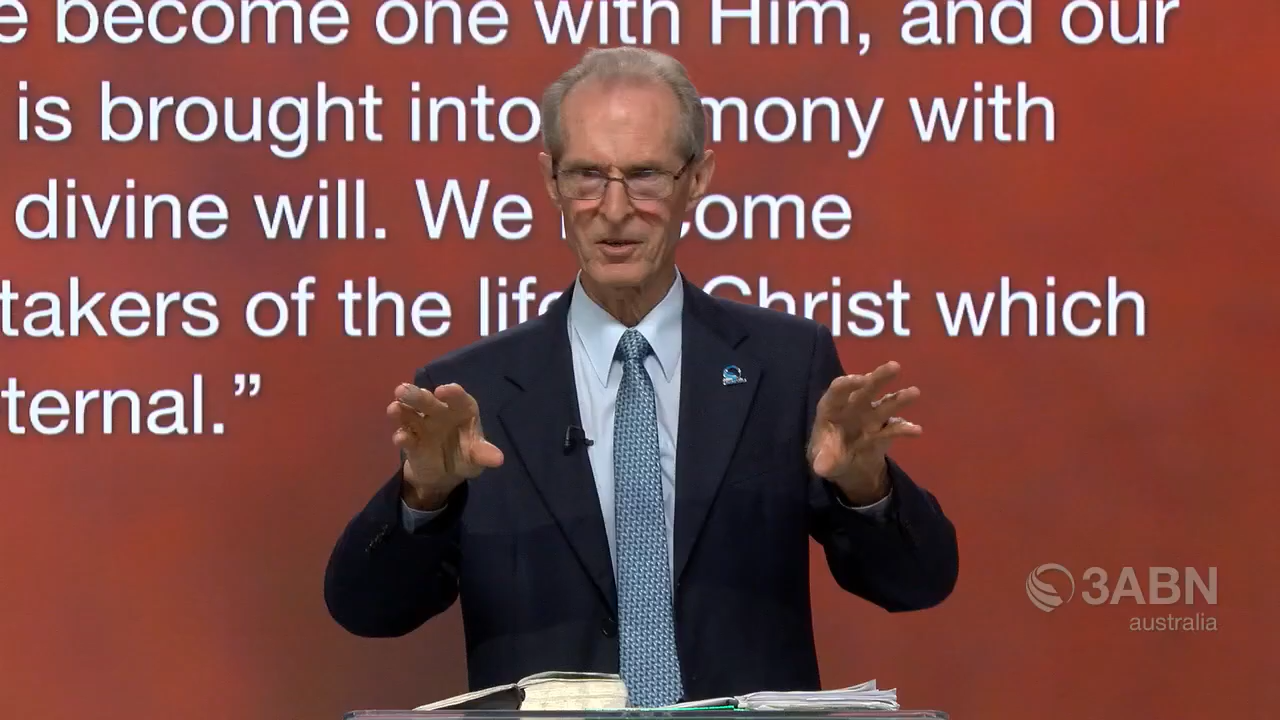 become one with Him, and our
is brought into mony with
divine will. We come
takers of the life Christ which
ternal.”
3ABN
australia